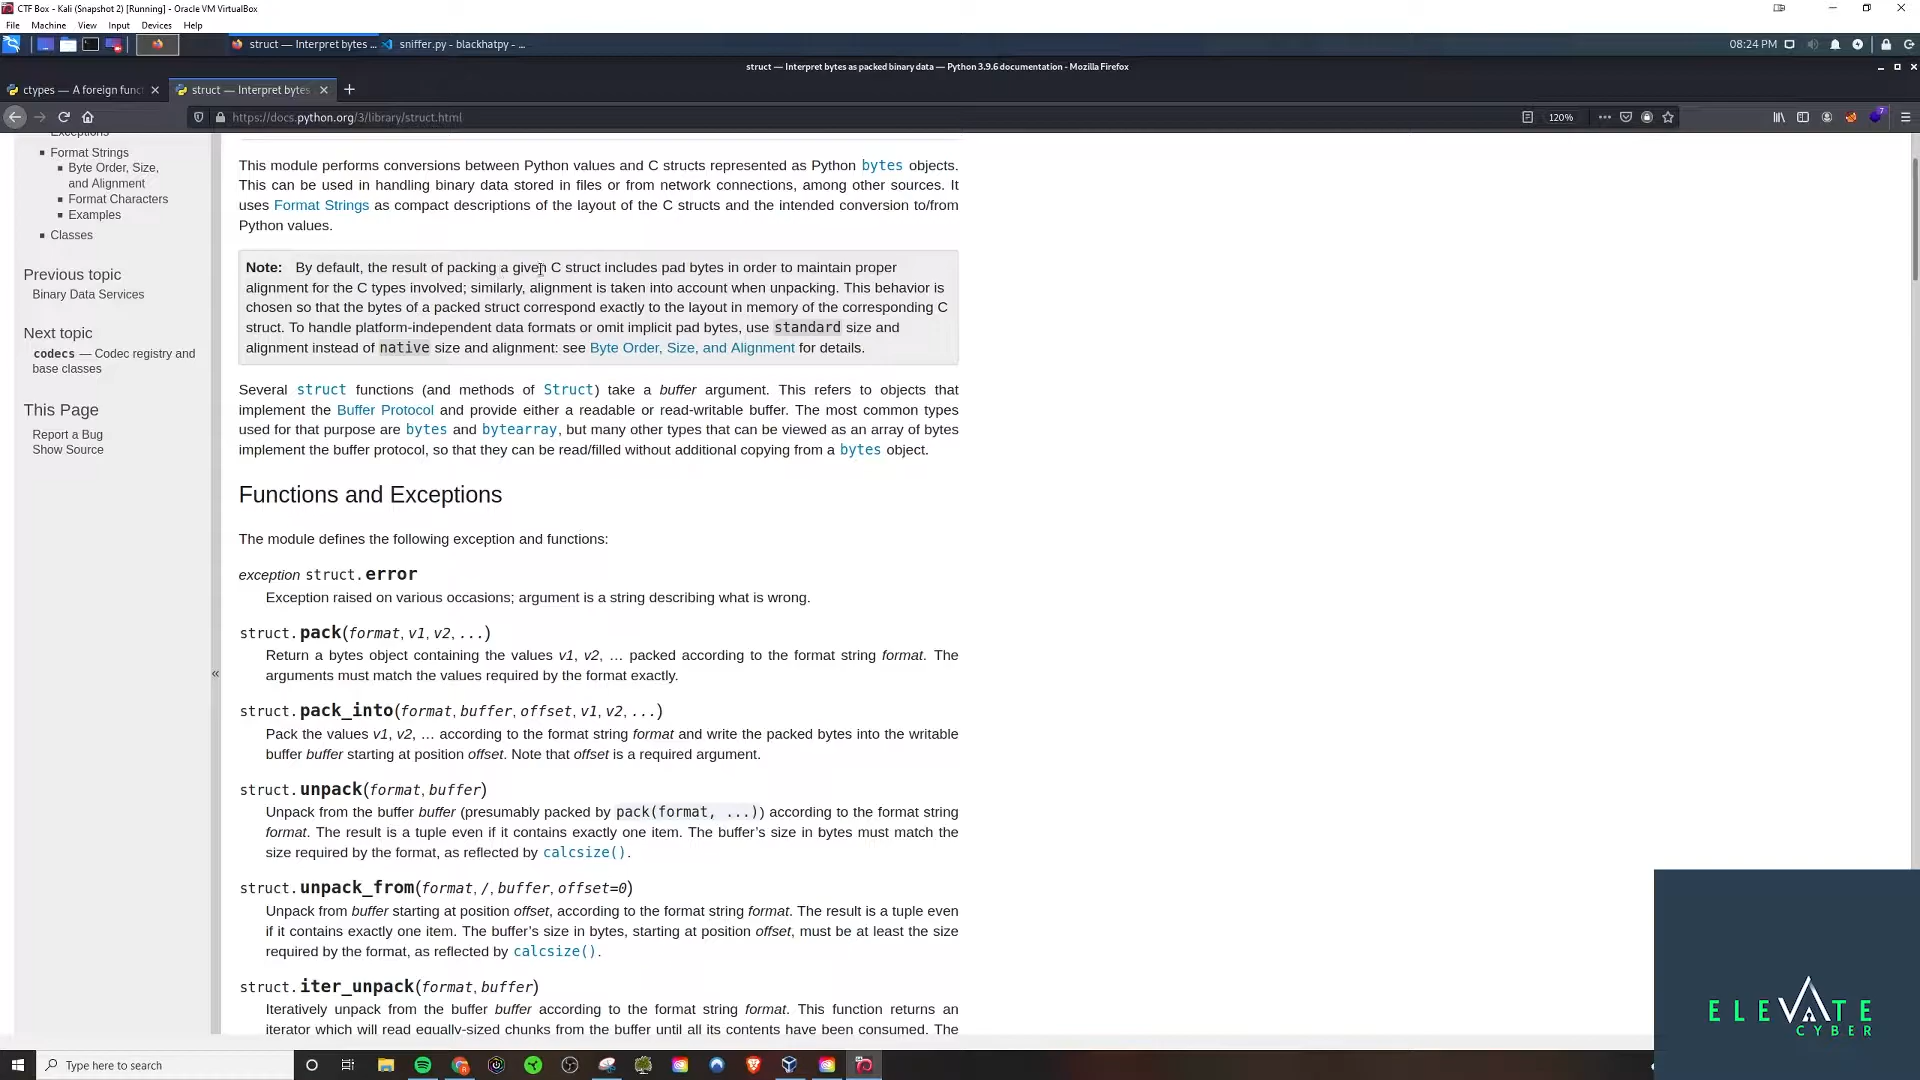 CTF Box - Kali (Snapshot 2) [Running] - Oracle VM VirtualBox
File Machine View Input Devices Help
struct — Interpret bytes ... sniffer.py - blackhatpy - ... 08:24 PM
struct — Interpret bytes as packed binary data — Python 3.9.6 documentation - Mozilla Firefox
ctypes — A foreign func struct — Interpret bytes
https://docs.python.org/3/library/struct.html 120%
Exceptions
Format Strings
Byte Order, Size,
and Alignment
Format Characters
Examples
Classes
Previous topic
Binary Data Services
Next topic
codecs — Codec registry and
base classes
This Page
Report a Bug
Show Source
«
This module performs conversions between Python values and C structs represented as Python bytes objects.
This can be used in handling binary data stored in files or from network connections, among other sources. It
uses Format Strings as compact descriptions of the layout of the C structs and the intended conversion to/from
Python values.
Note: By default, the result of packing a given C struct includes pad bytes in order to maintain proper
alignment for the C types involved; similarly, alignment is taken into account when unpacking. This behavior is
chosen so that the bytes of a packed struct correspond exactly to the layout in memory of the corresponding C
struct. To handle platform-independent data formats or omit implicit pad bytes, use standard size and
alignment instead of native size and alignment: see Byte Order, Size, and Alignment for details.
Several struct functions (and methods of Struct) take a buffer argument. This refers to objects that
implement the Buffer Protocol and provide either a readable or read-writable buffer. The most common types
used for that purpose are bytes and bytearray, but many other types that can be viewed as an array of bytes
implement the buffer protocol, so that they can be read/filled without additional copying from a bytes object.
Functions and Exceptions
The module defines the following exception and functions:
exception struct.error
Exception raised on various occasions; argument is a string describing what is wrong.
struct.pack(format, v1, v2, ...)
Return a bytes object containing the values v1, v2, … packed according to the format string format. The
arguments must match the values required by the format exactly.
struct.pack_into(format, buffer, offset, v1, v2, ...)
Pack the values v1, v2, … according to the format string format and write the packed bytes into the writable
buffer buffer starting at position offset. Note that offset is a required argument.
struct.unpack(format, buffer)
Unpack from the buffer buffer (presumably packed by pack(format, ...)) according to the format string
format. The result is a tuple even if it contains exactly one item. The buffer’s size in bytes must match the
size required by the format, as reflected by calcsize().
struct.unpack_from(format, /, buffer, offset=0)
Unpack from buffer starting at position offset, according to the format string format. The result is a tuple even
if it contains exactly one item. The buffer’s size in bytes, starting at position offset, must be at least the size
required by the format, as reflected by calcsize().
struct.iter_unpack(format, buffer)
Iteratively unpack from the buffer buffer according to the format string format. This function returns an
iterator which will read equally-sized chunks from the buffer until all its contents have been consumed. The
ELEVATE
CYBER
Type here to search